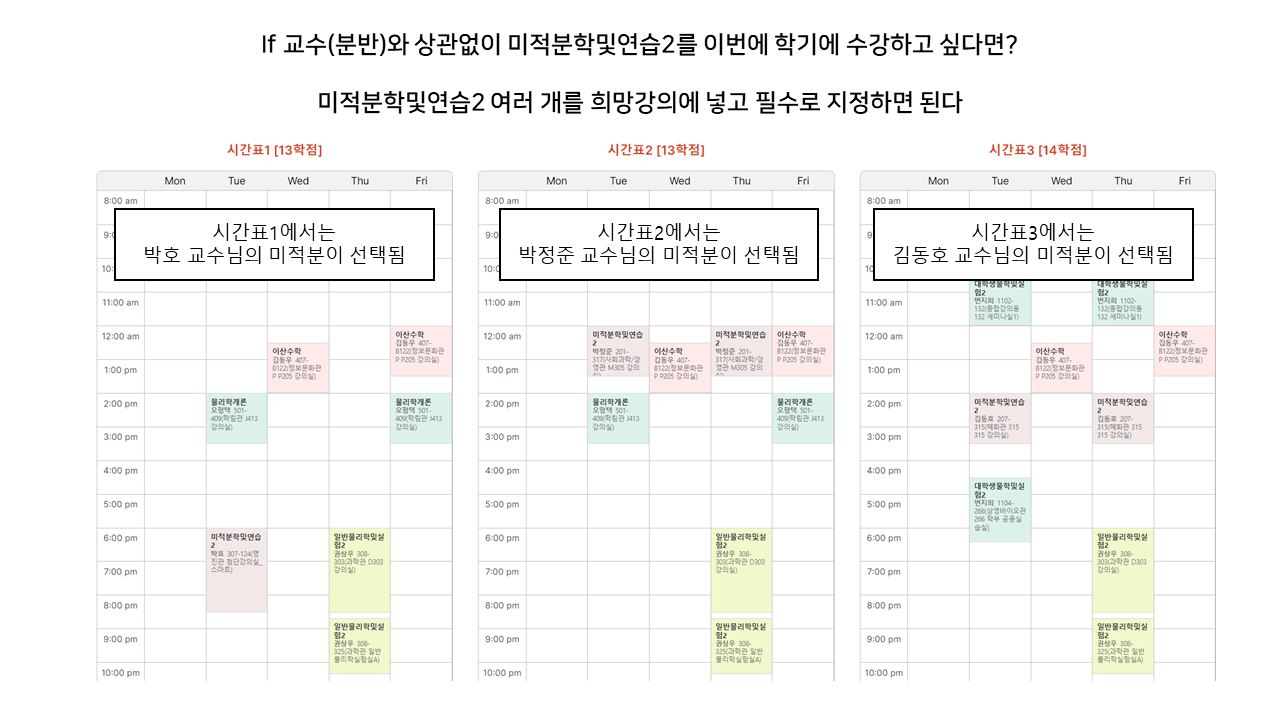 If 교수(분반)와 상관없이 미적분학및연습2를 이번에 학기에 수강하고 싶다면?
미적분학및연습2 여러 개를 희망강의에 넣고 필수로 지정하면 된다
시간표1 [13학점]
Mon Tue Wed Thu Fri
8:00 am
9:0
시간표1에서는
박호 교수님의 미적분이 선택됨
10:
11:00 am
12:00 am
이산수학
김동우 407-
B122(정보문화관
P P205 강의실)
이산수학
김동우 407-
B122(정보문화관
P P205 강의실)
1:00 pm
2:00 pm
물리학개론
오형택 501-
409(학림관 J413
강의실)
물리학개론
오형택 501-
409(학림관 J413
강의실)
3:00 pm
4:00 pm
5:00 pm
6:00 pm
미적분학및연습
2
박호 307-124(명
진관 첨단강의실_
스마트)
일반물리학및실
험2
권상우 308-
303(과학관 D303
강의실)
7:00 pm
8:00 pm
9:00 pm
일반물리학및실
험2
권상우 308-
325(과학관 일반
물리학실험실A)
10:00 pm
시간표2 [13학점]
Mon Tue Wed Thu Fri
8:00 am
9:0
시간표2에서는
박정준 교수님의 미적분이 선택됨
10:
11:00 am
12:00 am
미적분학및연습
2
박정준 201-
317(사회과학/경
영관 M305 강의
이산수학
김동우 407-
B122(정보문화관
P P205 강의실)
미적분학및연습
2
박정준 201-
317(사회과학/경
영관 M305 강의
이산수학
김동우 407-
B122(정보문화관
P P205 강의실)
1:00 pm
2:00 pm
물리학개론
오형택 501-
409(학림관 J413
강의실)
물리학개론
오형택 501-
409(학림관 J413
강의실)
3:00 pm
4:00 pm
5:00 pm
6:00 pm
일반물리학및실
험2
권상우 308-
303(과학관 D303
강의실)
7:00 pm
8:00 pm
9:00 pm
일반물리학및실
험2
권상우 308-
325(과학관 일반
물리학실험실A)
10:00 pm
시간표3 [14학점]
Mon Tue Wed Thu Fri
8:00 am
9:0
시간표3에서는
김동호 교수님의 미적분이 선택됨
10:
대학생물학및실
험2
변지희 1102-
132(종합강의동
132 세미나실1)
대학생물학및실
험2
변지희 1102-
132(종합강의동
132 세미나실1)
11:00 am
12:00 am
이산수학
김동우 407-
B122(정보문화관
P P205 강의실)
이산수학
김동우 407-
B122(정보문화관
P P205 강의실)
1:00 pm
2:00 pm
미적분학및연습
2
김동호 207-
315(혜화관 315
315 강의실)
미적분학및연습
2
김동호 207-
315(혜화관 315
315 강의실)
3:00 pm
4:00 pm
대학생물학및실
험2
변지희 1104-
266(상영바이오관
266 학부 공용실
습실)
5:00 pm
6:00 pm
일반물리학및실
험2
권상우 308-
303(과학관 D303
강의실)
7:00 pm
8:00 pm
9:00 pm
일반물리학및실
험2
권상우 308-
325(과학관 일반
물리학실험실A)
10:00 pm